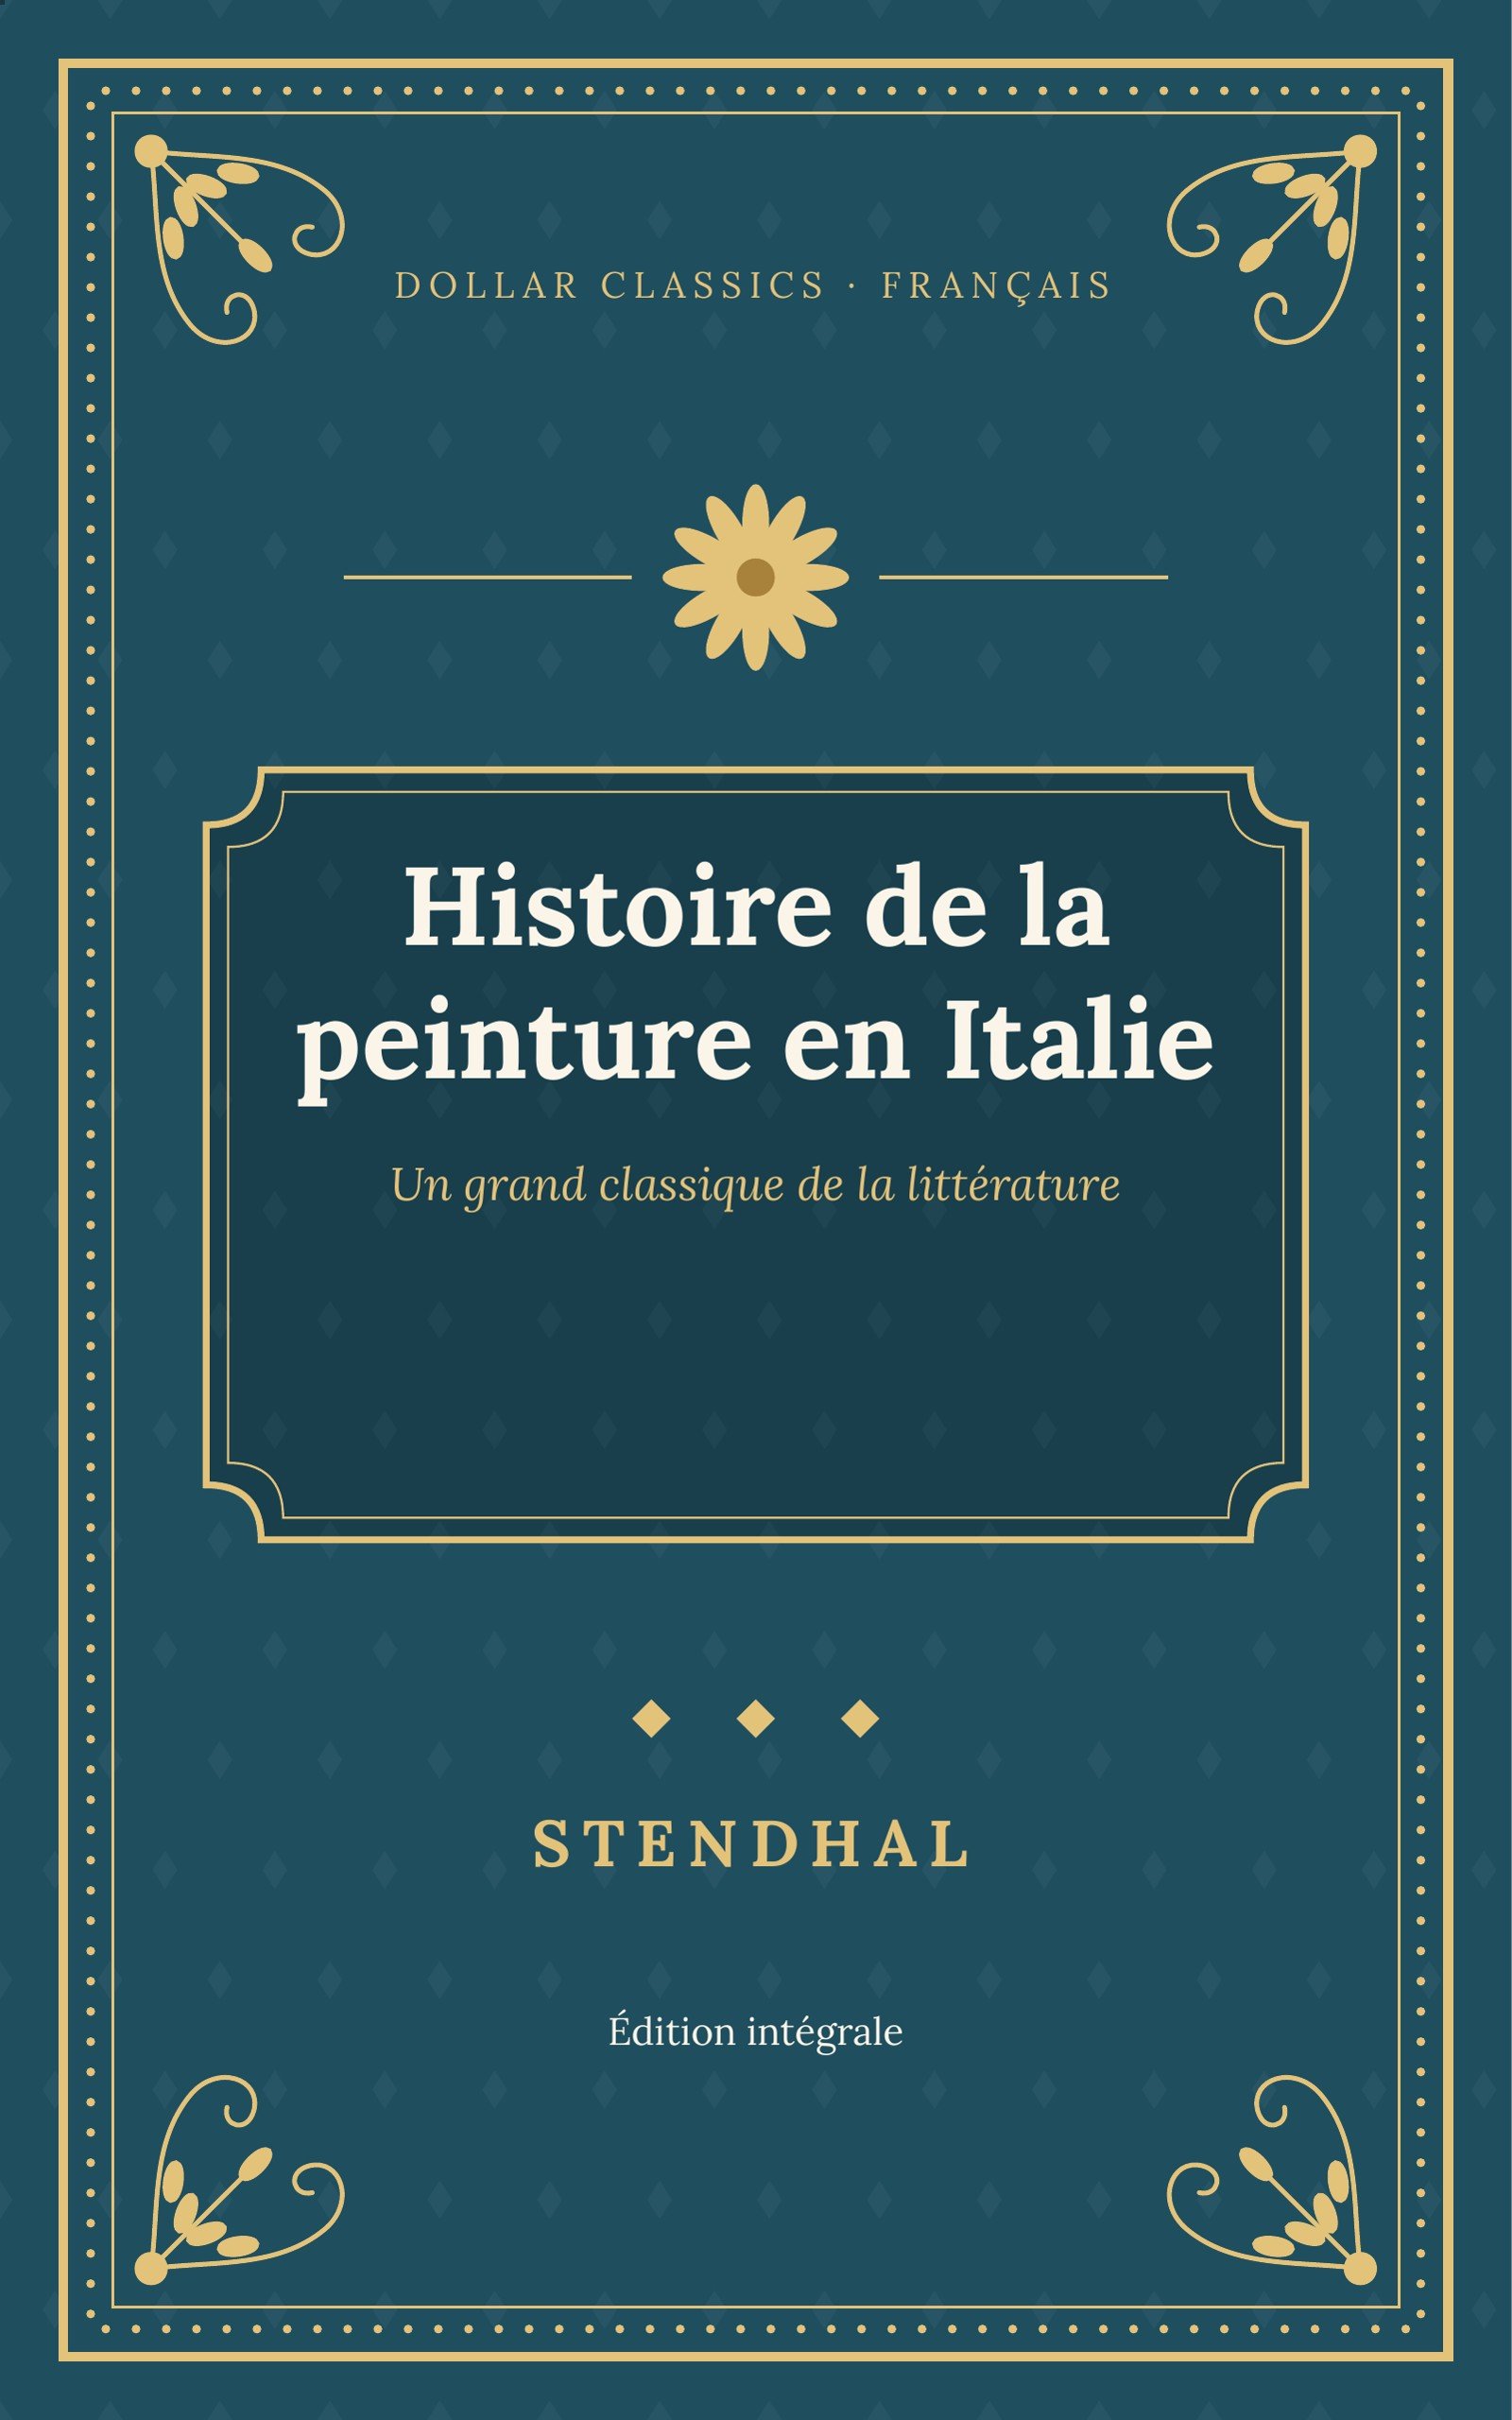 DOLLAR CLASSICS · FRANÇAIS
Histoire de la
peinture en Italie
Un grand classique de la littérature
STENDHAL
Édition intégrale